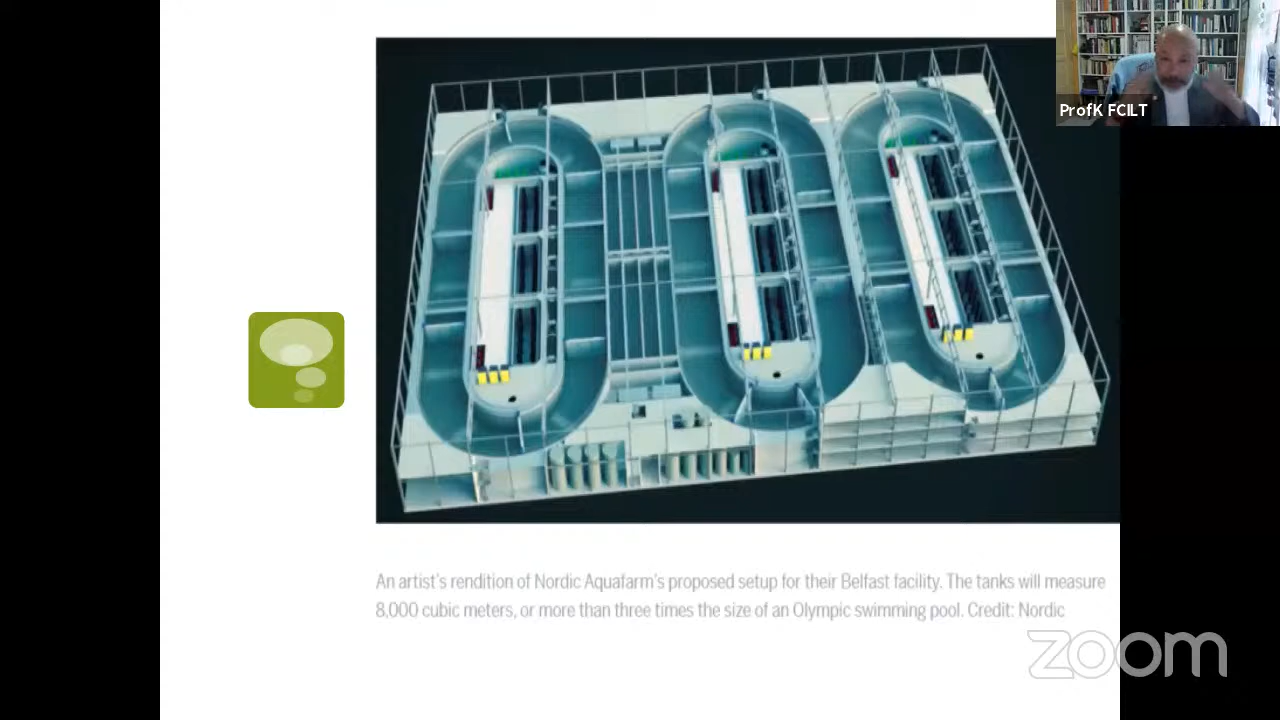 ProfK FCILT
An artist's rendition of Nordic Aquafarm's proposed setup for their Belfast facility. The tanks will measure
8,000 cubic meters, or more than three times the size of an Olympic swimming pool. Credit: Nordic
zoom